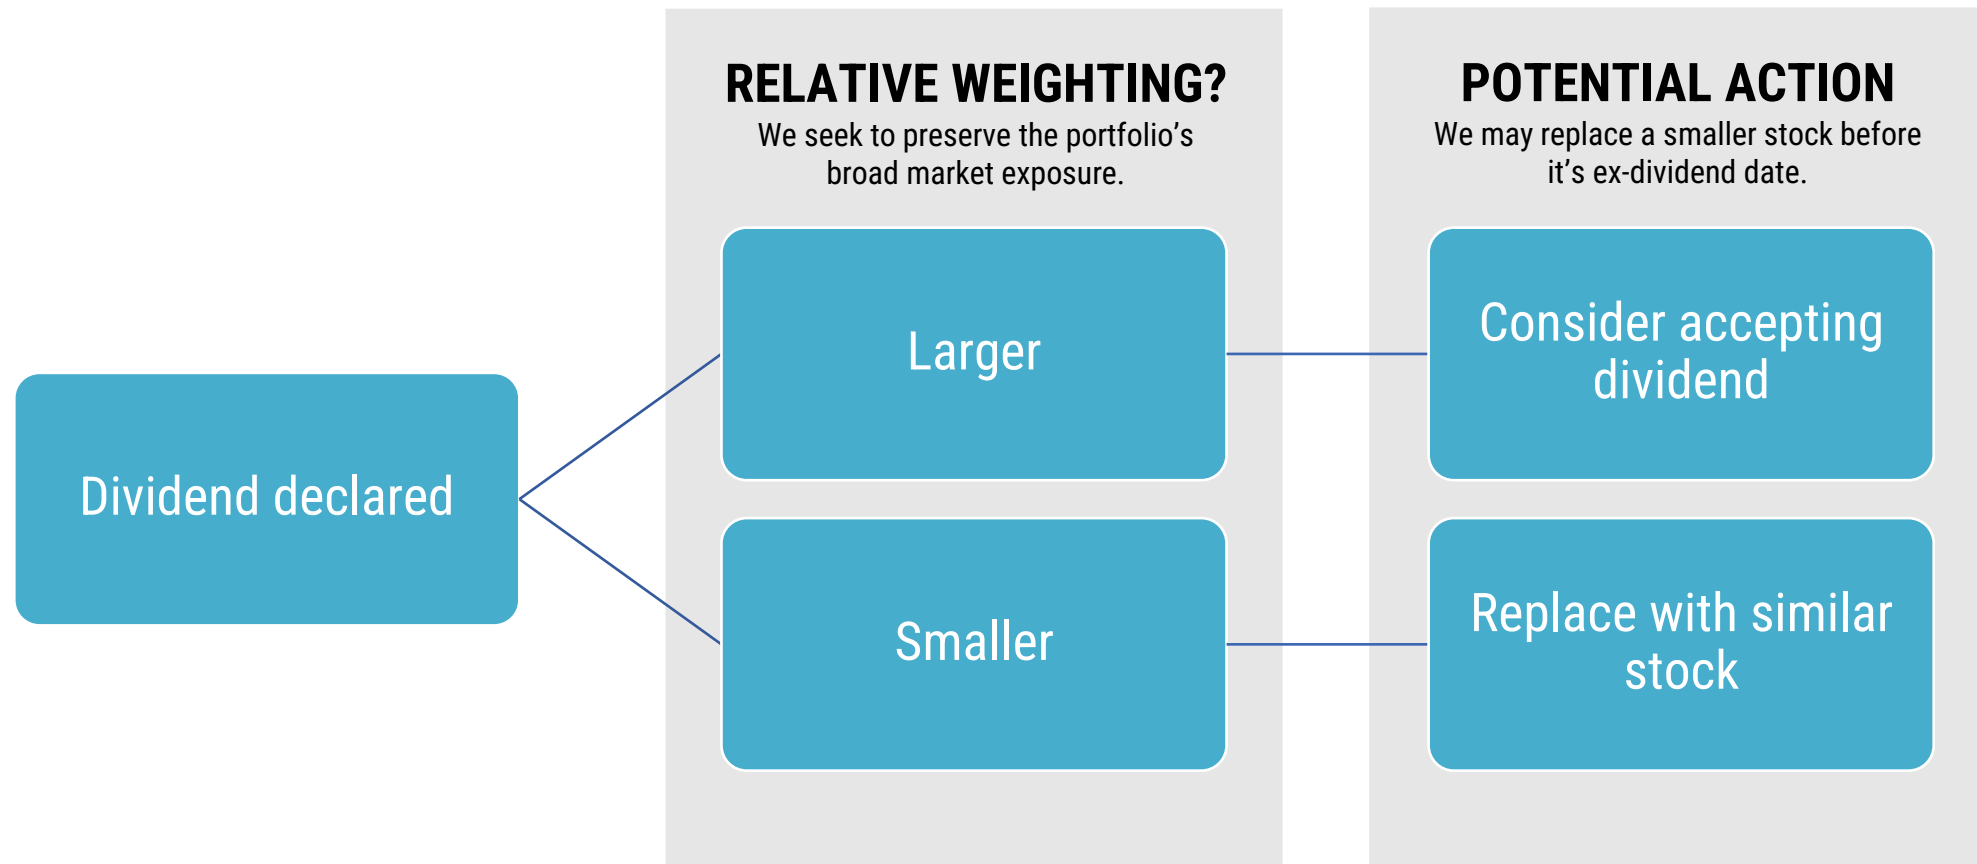 RELATIVE WEIGHTING?
We seek to preserve the portfolio’s
broad market exposure.
POTENTIAL ACTION
We may replace a smaller stock before
it’s ex-dividend date.
Dividend declared
Larger
Consider accepting
dividend
Smaller
Replace with similar
stock